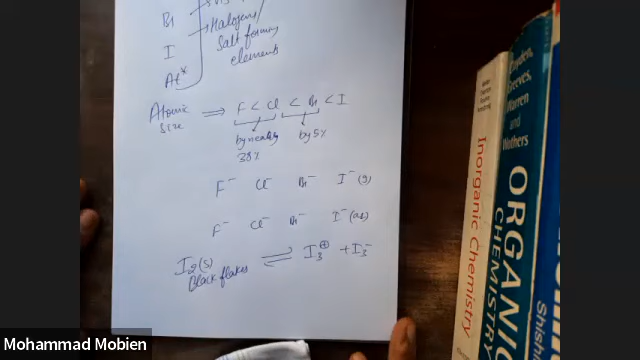 Br
I
At*
Halogens/
Salt forming
elements
Atomic size ⇒ F < Cl < Br < I
by nearly by 5%
38%
F⁻ Cl⁻ Br⁻ I⁻ (g)
F⁻ Cl⁻ Br⁻ I⁻ (aq)
I₂(s) ⇌ I₃⊕ + I₃⁻
Black flakes
Inorganic Chemistry
Clayden,
Greeves,
Warren
and
Wothers
ORGANIC
CHEMISTRY
Mohammad Mobien